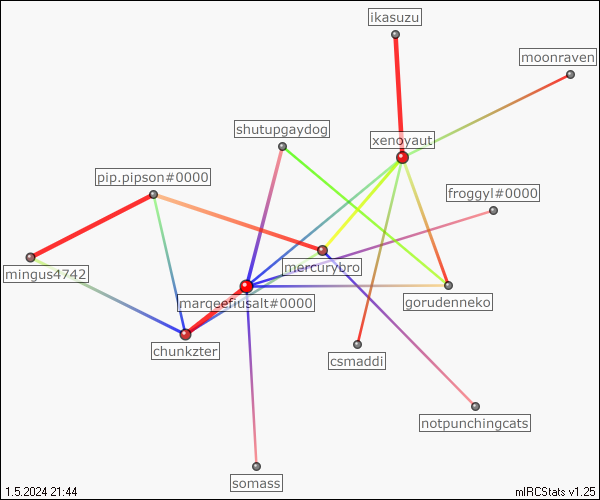 ikasuzu
moonraven
shutupgaydog
xenoyaut
pip.pipson#0000
froggyl#0000
mingus4742
mercurybro
marqeefiusalt#0000
gorudenneko
chunkzter
csmaddi
notpunchingcats
somass
1.5.2024 21:44
mIRCStats v1.25